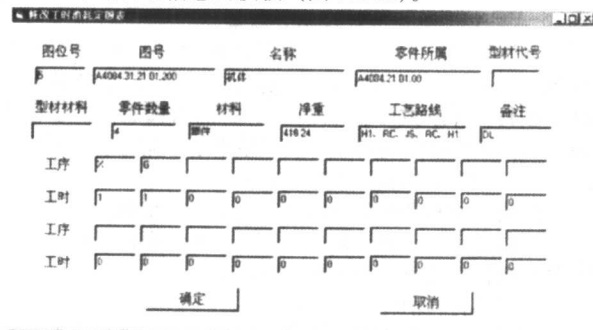 修改工时消耗定额表
图位号 图号 名称 零件所属 型材代号
A4084.31.21.01.200 机体 A4084.21.01.00
型材材料 零件数量 材料 净重 工艺路线 备注
4 部件 418.24 H1. RC. JS. RC. H1 DL
工序 X G
工时 1 1 0 0 0 0 0 0 0 0
工序
工时 0 0 0 0 0 0 0 0 0 0
确定 取消